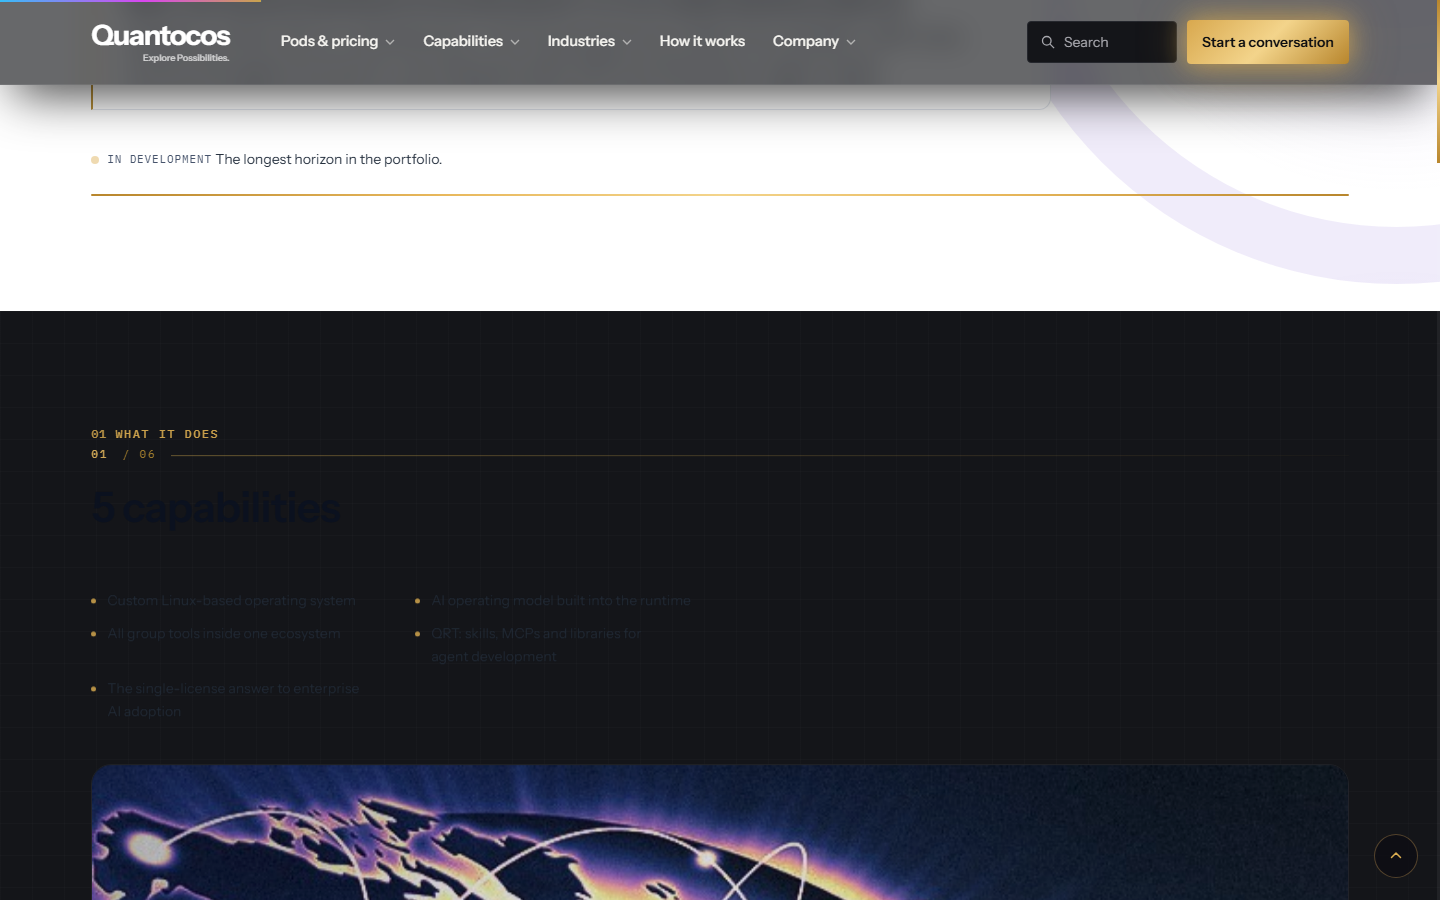 Quantocos
Explore Possibilities.
Pods & pricing
Capabilities
Industries
How it works
Company
Search
Start a conversation
IN DEVELOPMENT The longest horizon in the portfolio.
01 WHAT IT DOES
01 / 06
5 capabilities
Custom Linux-based operating system
AI operating model built into the runtime
All group tools inside one ecosystem
QRT: skills, MCPs and libraries for
agent development
The single-license answer to enterprise
AI adoption